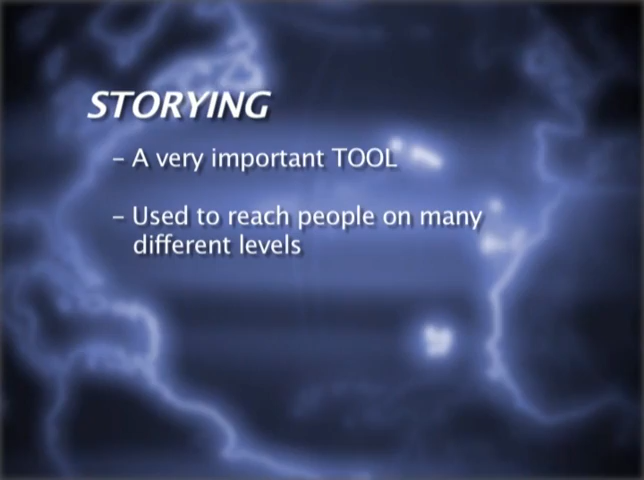 STORYING
– A very important TOOL
– Used to reach people on many
different levels